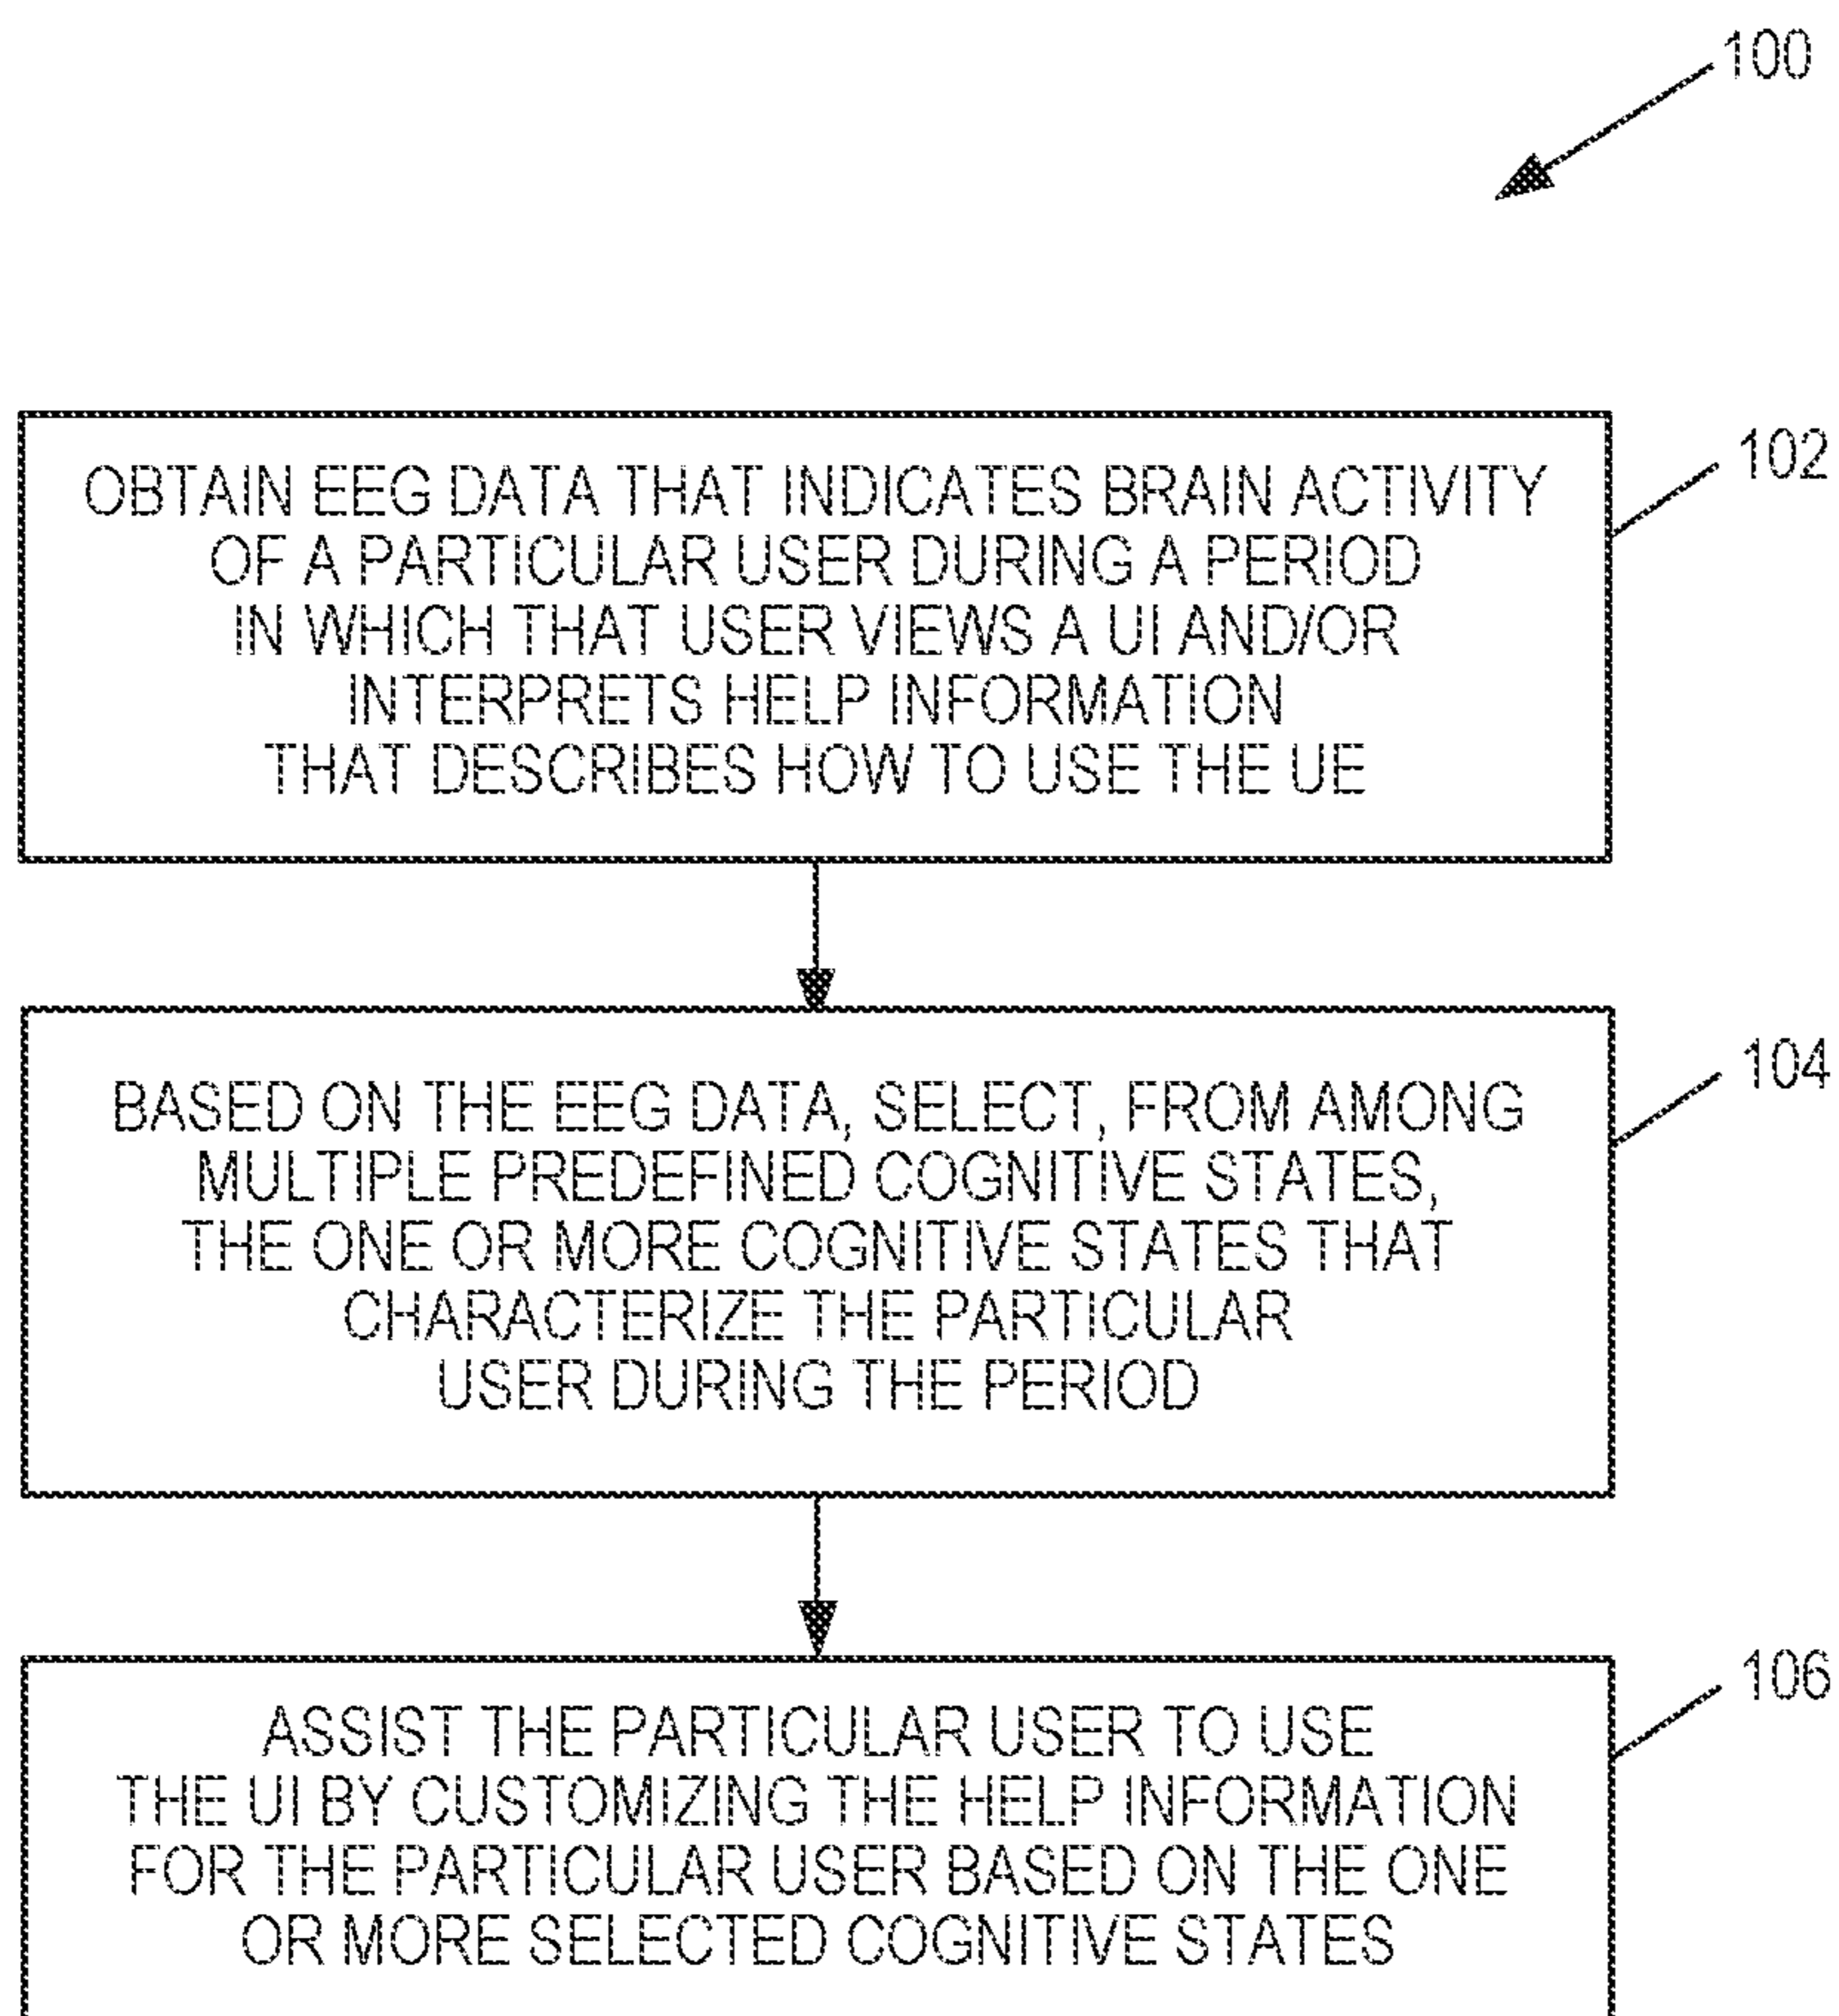 100
OBTAIN EEG DATA THAT INDICATES BRAIN ACTIVITY
OF A PARTICULAR USER DURING A PERIOD
IN WHICH THAT USER VIEWS A UI AND/OR
INTERPRETS HELP INFORMATION
THAT DESCRIBES HOW TO USE THE UE
102
BASED ON THE EEG DATA, SELECT, FROM AMONG
MULTIPLE PREDEFINED COGNITIVE STATES,
THE ONE OR MORE COGNITIVE STATES THAT
CHARACTERIZE THE PARTICULAR
USER DURING THE PERIOD
104
ASSIST THE PARTICULAR USER TO USE
THE UI BY CUSTOMIZING THE HELP INFORMATION
FOR THE PARTICULAR USER BASED ON THE ONE
OR MORE SELECTED COGNITIVE STATES
106